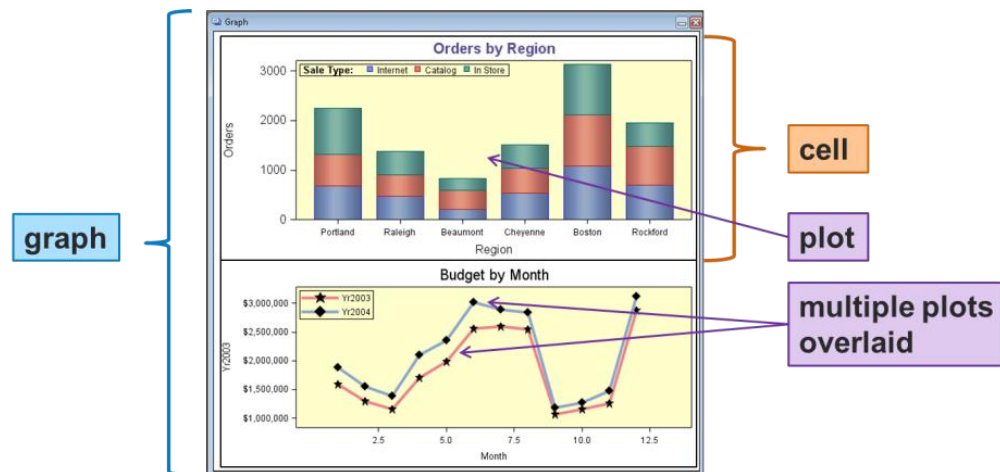 Graph
Orders by Region
Sale Type: Internet Catalog In Store
3000
2000
1000
0
Orders
Portland Raleigh Beaumont Cheyenne Boston Rockford
Region
Budget by Month
Yr2003
Yr2004
$3,000,000
$2,500,000
$2,000,000
$1,500,000
$1,000,000
Yr2003
2.5 5.0 7.5 10.0 12.5
Month
graph
cell
plot
multiple plots
overlaid